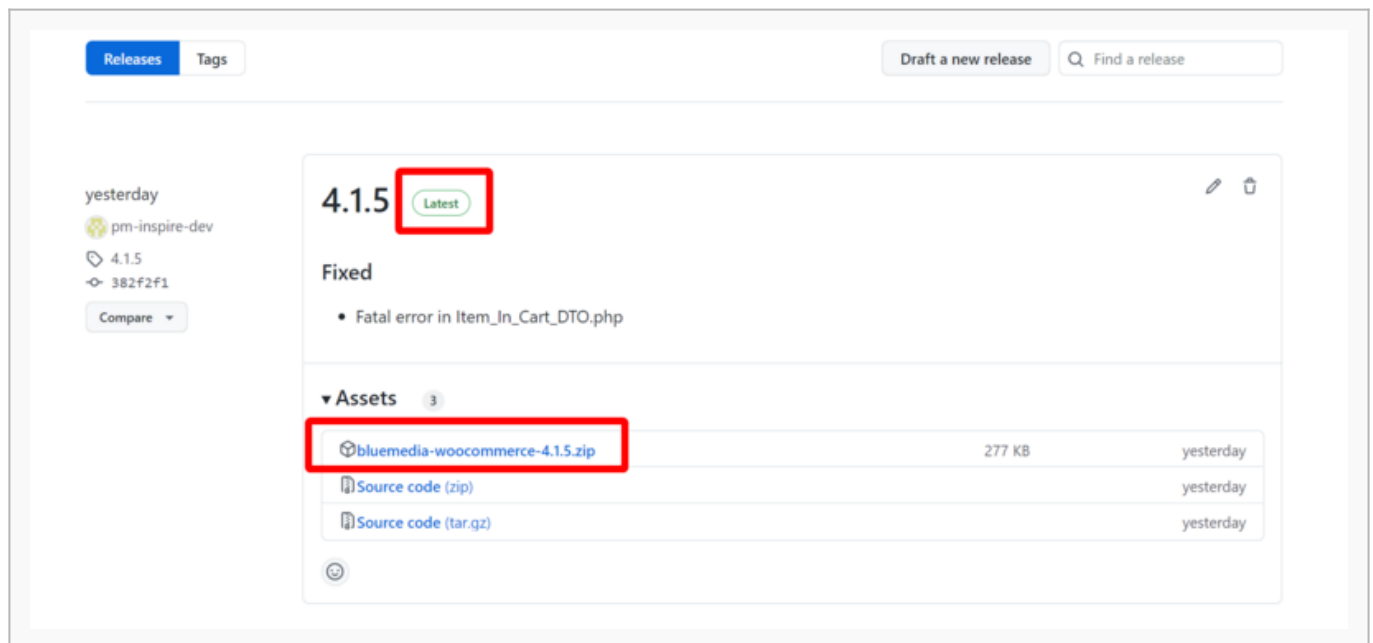 Releases Tags Draft a new release Find a release
yesterday
pm-inspire-dev
4.1.5
382f2f1
Compare
4.1.5 Latest
Fixed
• Fatal error in Item_In_Cart_DTO.php
Assets 3
bluemedia-woocommerce-4.1.5.zip 277 KB yesterday
Source code (zip) yesterday
Source code (tar.gz) yesterday